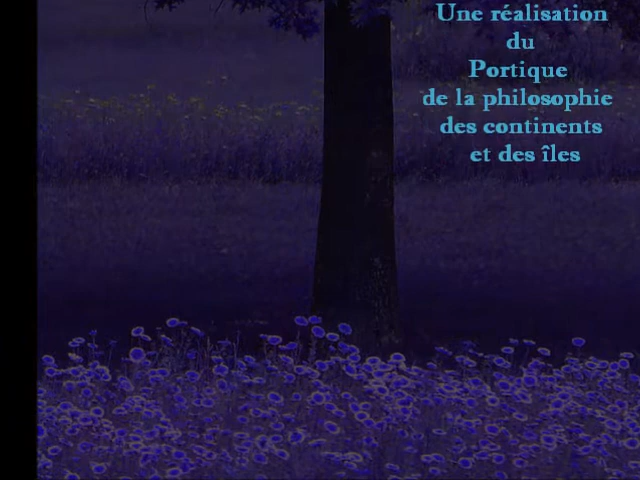 Une réalisation
du
Portique
de la philosophie
des continents
et des îles